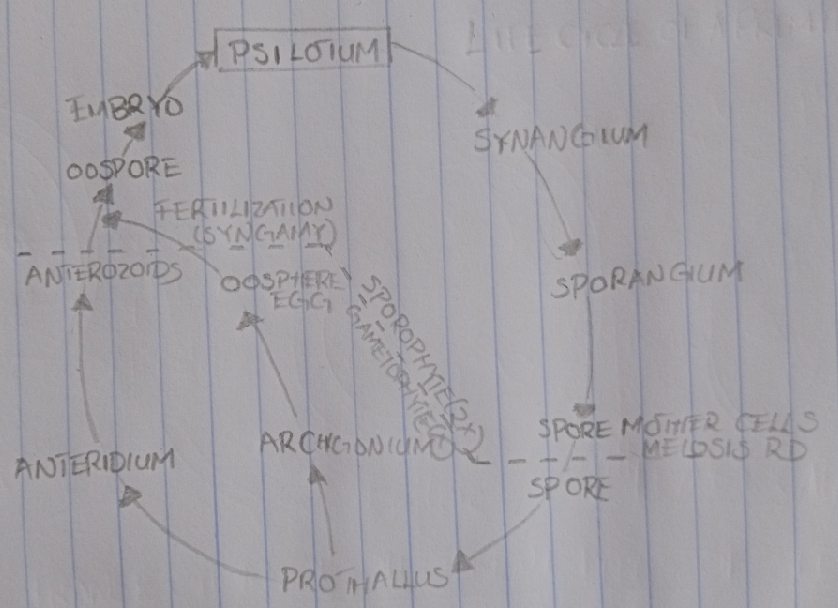 PSILOTIUM
EMBRYO
SYNANGIUM
OOSPORE
FERTILIZATION
(SYNGAMY)
ANTEROZOIDS
OOSPHERE
EGG
SPORANGIUM
SPOROPHYTE(2X)
GAMETOPHYTE
SPORE MOTHER CELLS
MEIOSIS RD
ARCHGONIUM
ANTERIDIUM
SPORE
PROTHALLUS